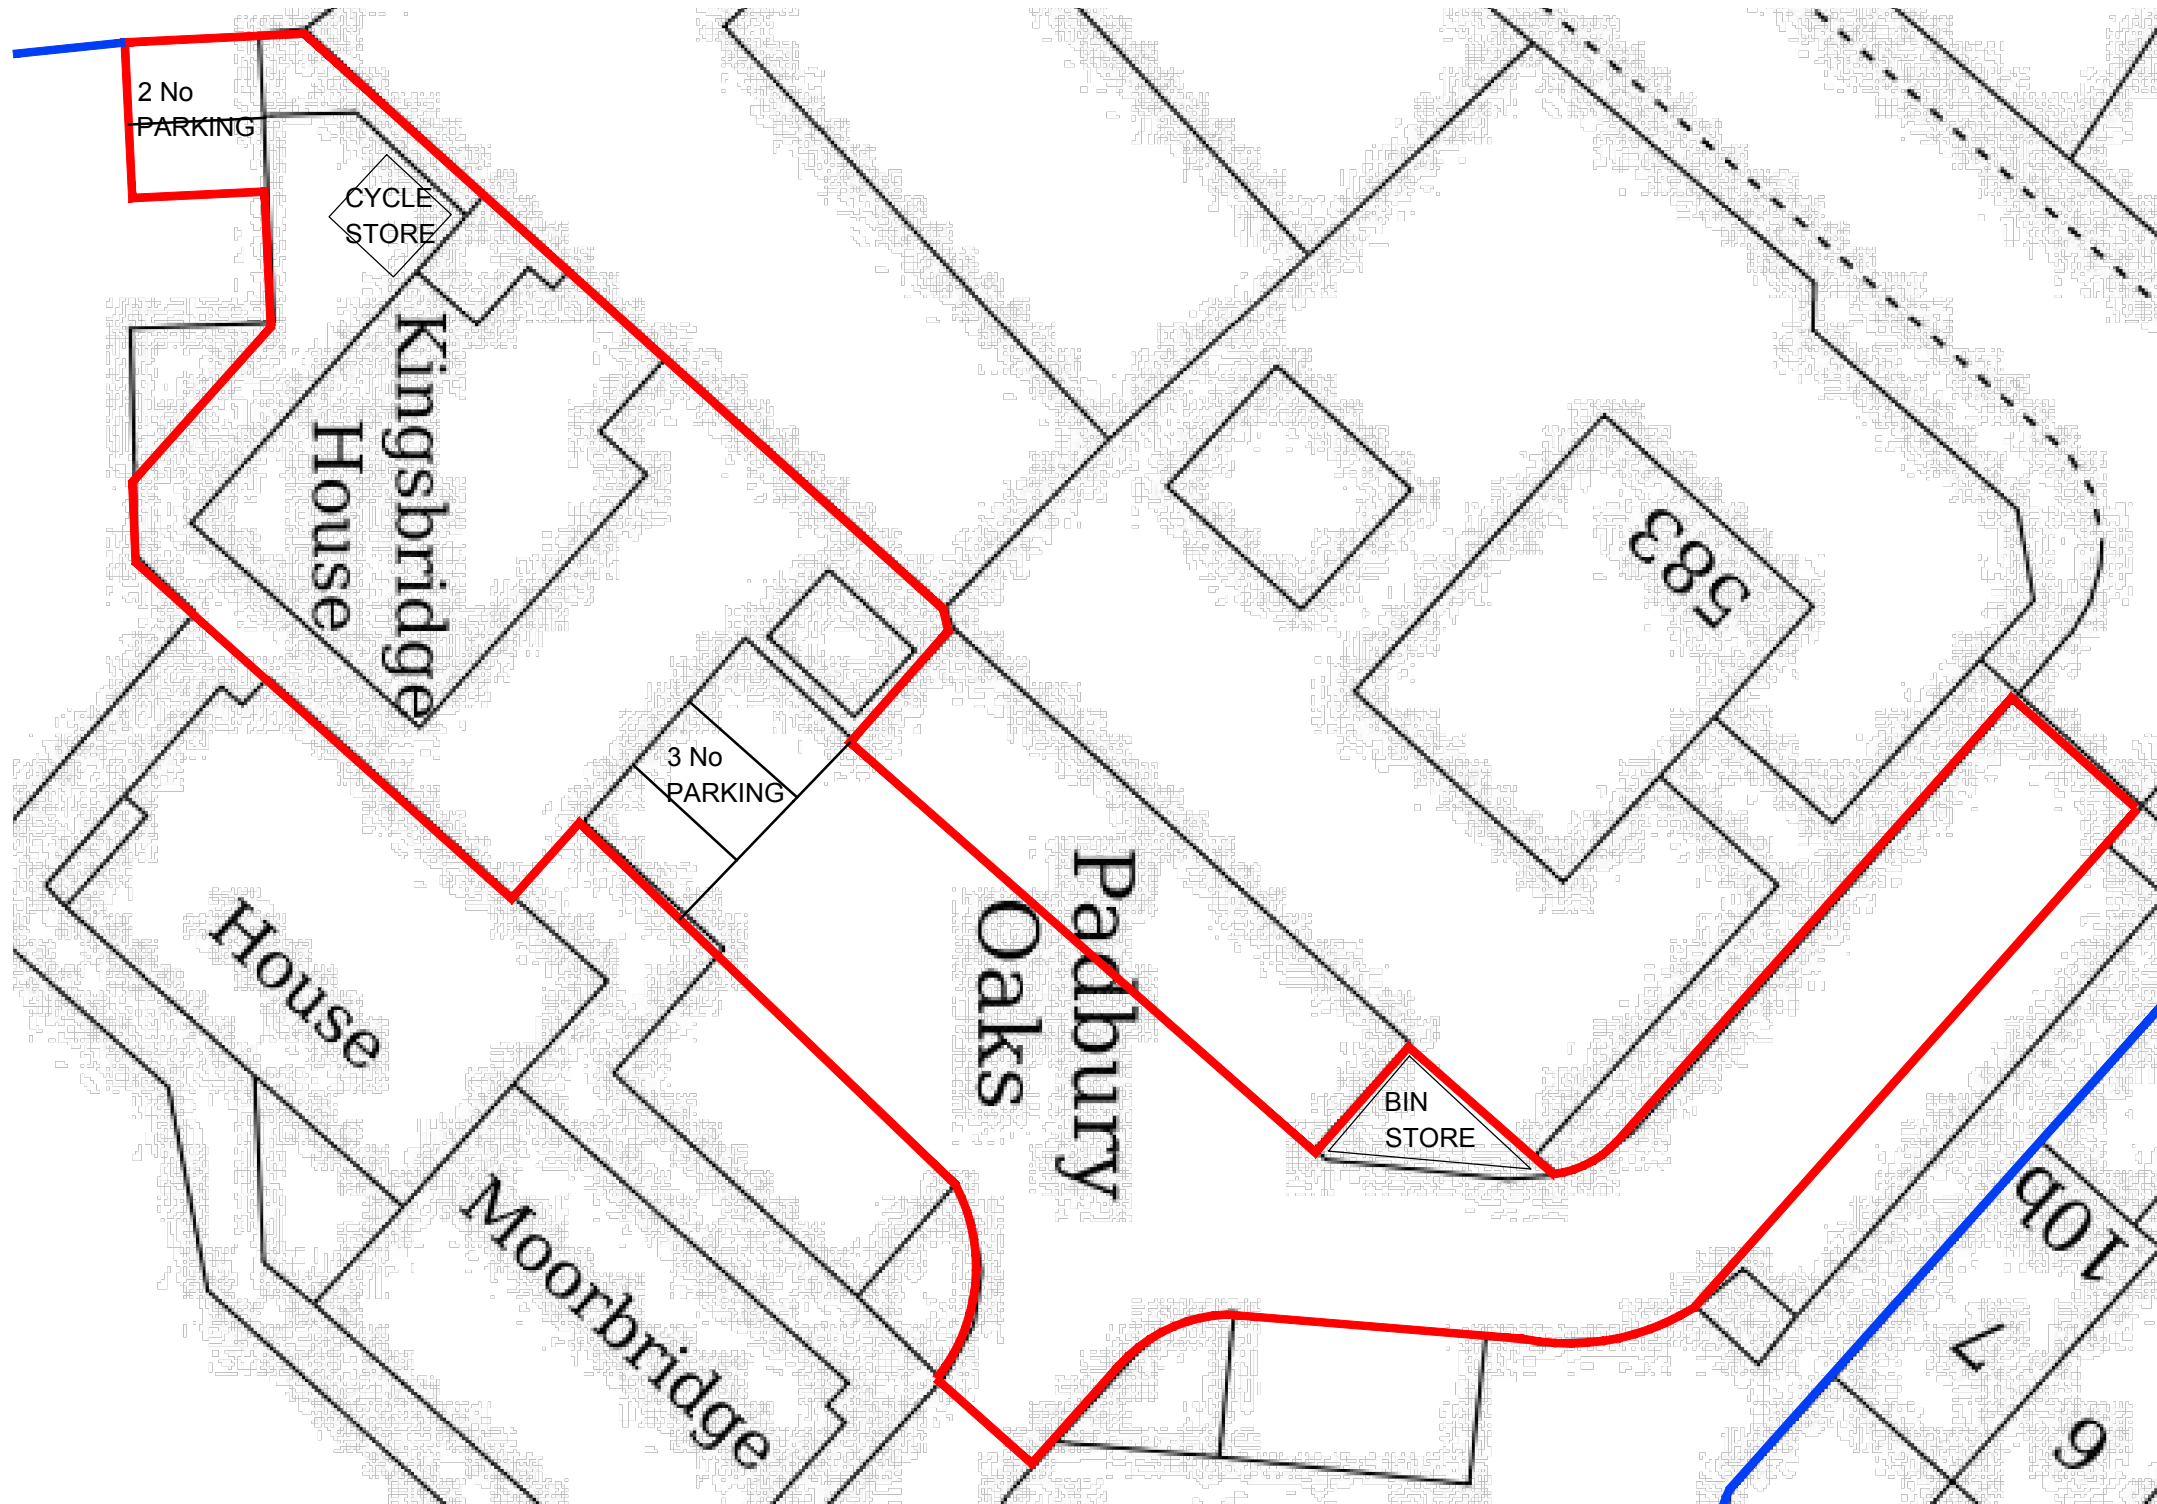 2 No
PARKING
CYCLE
STORE
Kingsbridge
House
583
3 No
PARKING
Padbury
Oaks
House
BIN
STORE
Moorbridge
10b
7
6